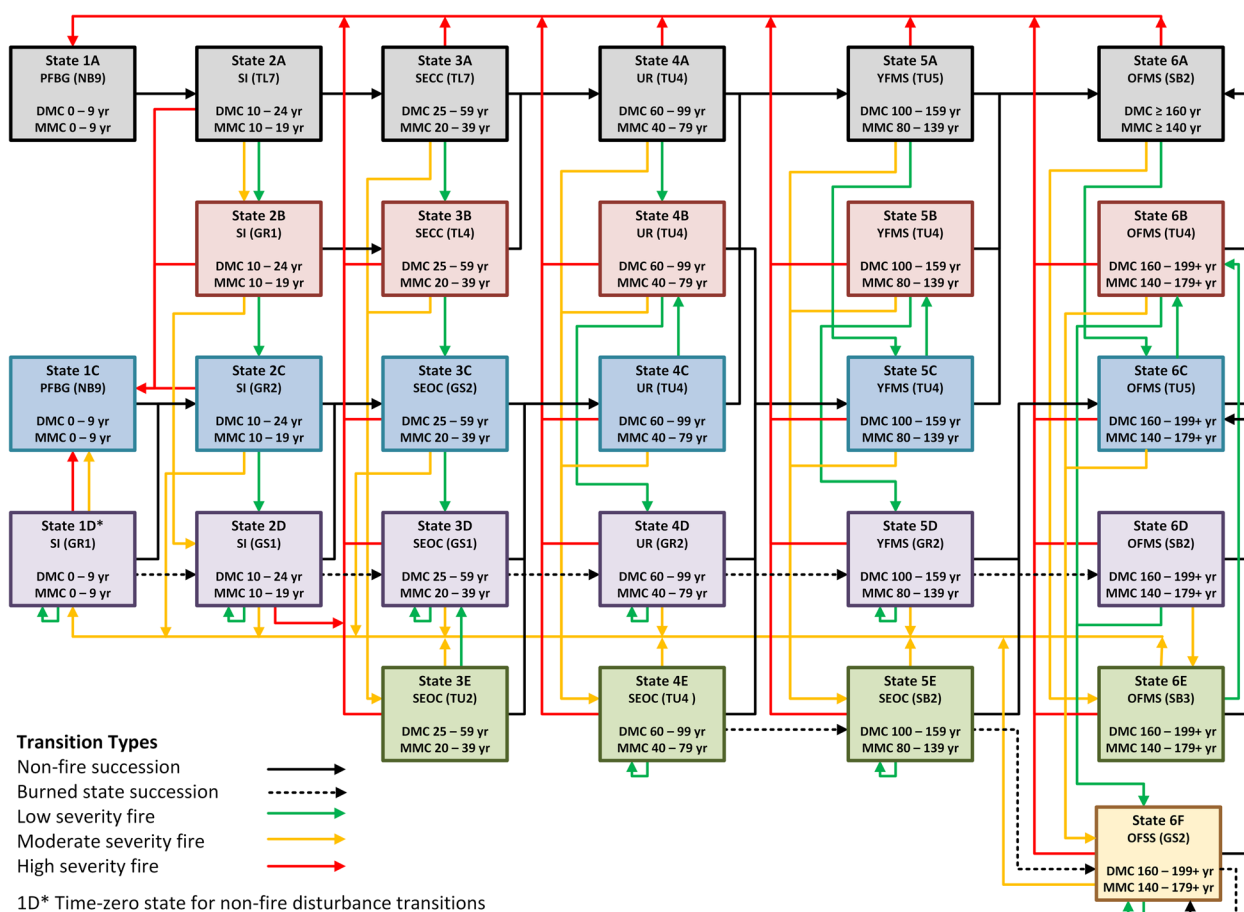 State 1A
PFBG (NB9)
DMC 0 – 9 yr
MMC 0 – 9 yr
State 2A
SI (TL7)
DMC 10 – 24 yr
MMC 10 – 19 yr
State 3A
SECC (TL7)
DMC 25 – 59 yr
MMC 20 – 39 yr
State 4A
UR (TU4)
DMC 60 – 99 yr
MMC 40 – 79 yr
State 5A
YFMS (TU5)
DMC 100 – 159 yr
MMC 80 – 139 yr
State 6A
OFMS (SB2)
DMC ≥ 160 yr
MMC ≥ 140 yr
State 2B
SI (GR1)
DMC 10 – 24 yr
MMC 10 – 19 yr
State 3B
SECC (TL4)
DMC 25 – 59 yr
MMC 20 – 39 yr
State 4B
UR (TU4)
DMC 60 – 99 yr
MMC 40 – 79 yr
State 5B
YFMS (TU4)
DMC 100 – 159 yr
MMC 80 – 139 yr
State 6B
OFMS (TU4)
DMC 160 – 199+ yr
MMC 140 – 179+ yr
State 1C
PFBG (NB9)
DMC 0 – 9 yr
MMC 0 – 9 yr
State 2C
SI (GR2)
DMC 10 – 24 yr
MMC 10 – 19 yr
State 3C
SEOC (GS2)
DMC 25 – 59 yr
MMC 20 – 39 yr
State 4C
UR (TU4)
DMC 60 – 99 yr
MMC 40 – 79 yr
State 5C
YFMS (TU4)
DMC 100 – 159 yr
MMC 80 – 139 yr
State 6C
OFMS (TU5)
DMC 160 – 199+ yr
MMC 140 – 179+ yr
State 1D*
SI (GR1)
DMC 0 – 9 yr
MMC 0 – 9 yr
State 2D
SI (GS1)
DMC 10 – 24 yr
MMC 10 – 19 yr
State 3D
SEOC (GS1)
DMC 25 – 59 yr
MMC 20 – 39 yr
State 4D
UR (GR2)
DMC 60 – 99 yr
MMC 40 – 79 yr
State 5D
YFMS (GR2)
DMC 100 – 159 yr
MMC 80 – 139 yr
State 6D
OFMS (SB2)
DMC 160 – 199+ yr
MMC 140 – 179+ yr
State 3E
SEOC (TU2)
DMC 25 – 59 yr
MMC 20 – 39 yr
State 4E
SEOC (TU4 )
DMC 60 – 99 yr
MMC 40 – 79 yr
State 5E
SEOC (SB2)
DMC 100 – 159 yr
MMC 80 – 139 yr
State 6E
OFMS (SB3)
DMC 160 – 199+ yr
MMC 140 – 179+ yr
State 6F
OFSS (GS2)
DMC 160 – 199+ yr
MMC 140 – 179+ yr
Transition Types
Non-fire succession
Burned state succession
Low severity fire
Moderate severity fire
High severity fire
1D* Time-zero state for non-fire disturbance transitions